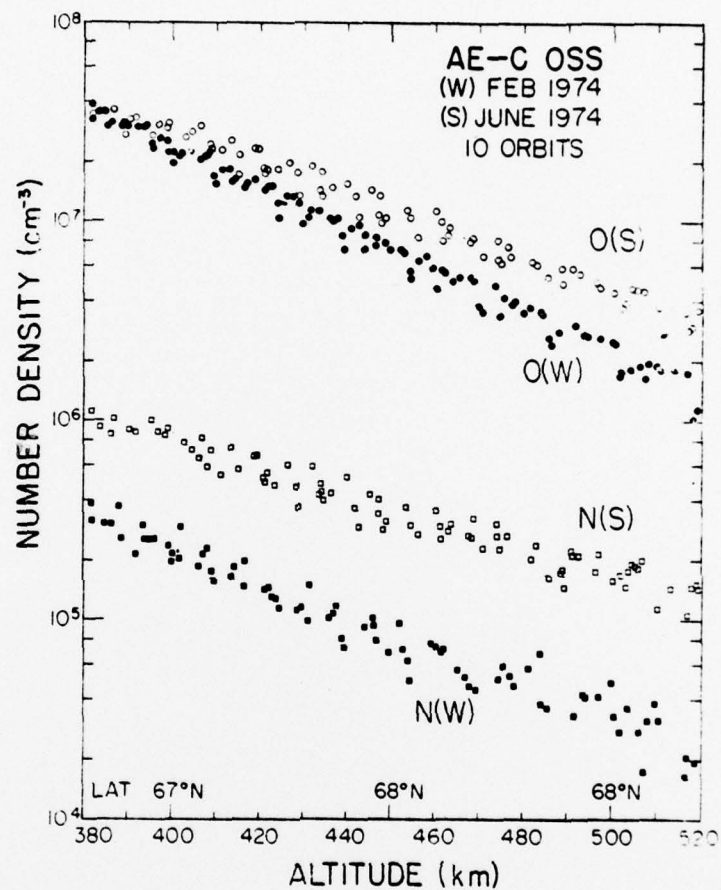 AE-C OSS
(W) FEB 1974
(S) JUNE 1974
10 ORBITS
NUMBER DENSITY (cm⁻³)
10⁸
10⁷
10⁶
10⁵
10⁴
O(S)
O(W)
N(S)
N(W)
LAT 67°N 68°N 68°N
380 400 420 440 460 480 500 520
ALTITUDE (km)